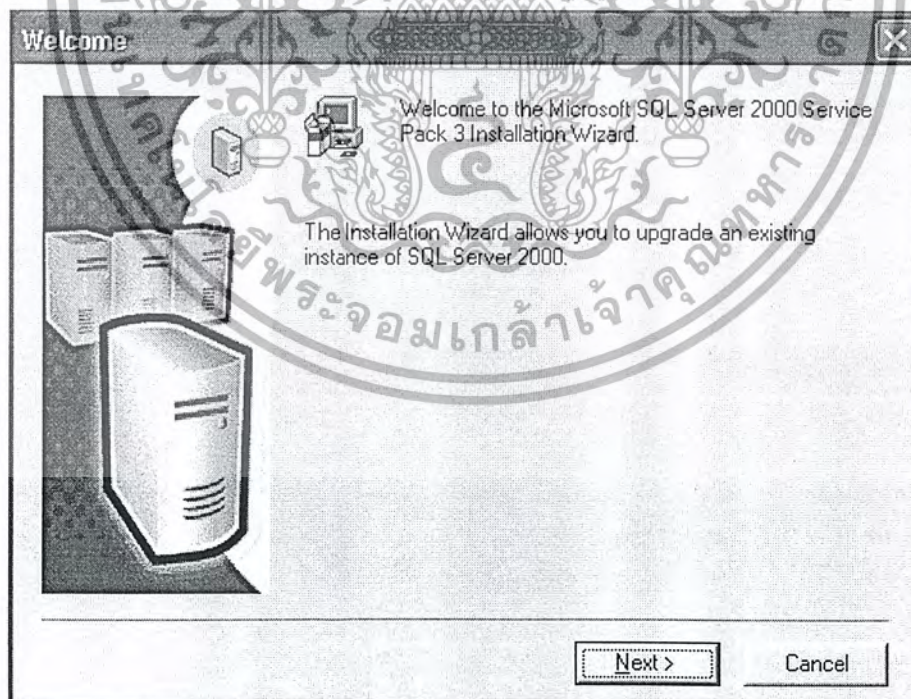 Welcome
Welcome to the Microsoft SQL Server 2000 Service
Pack 3 Installation Wizard.
The Installation Wizard allows you to upgrade an existing
instance of SQL Server 2000.
Next >
Cancel
พระจอมเกล้าเจ้าคุณทหาร